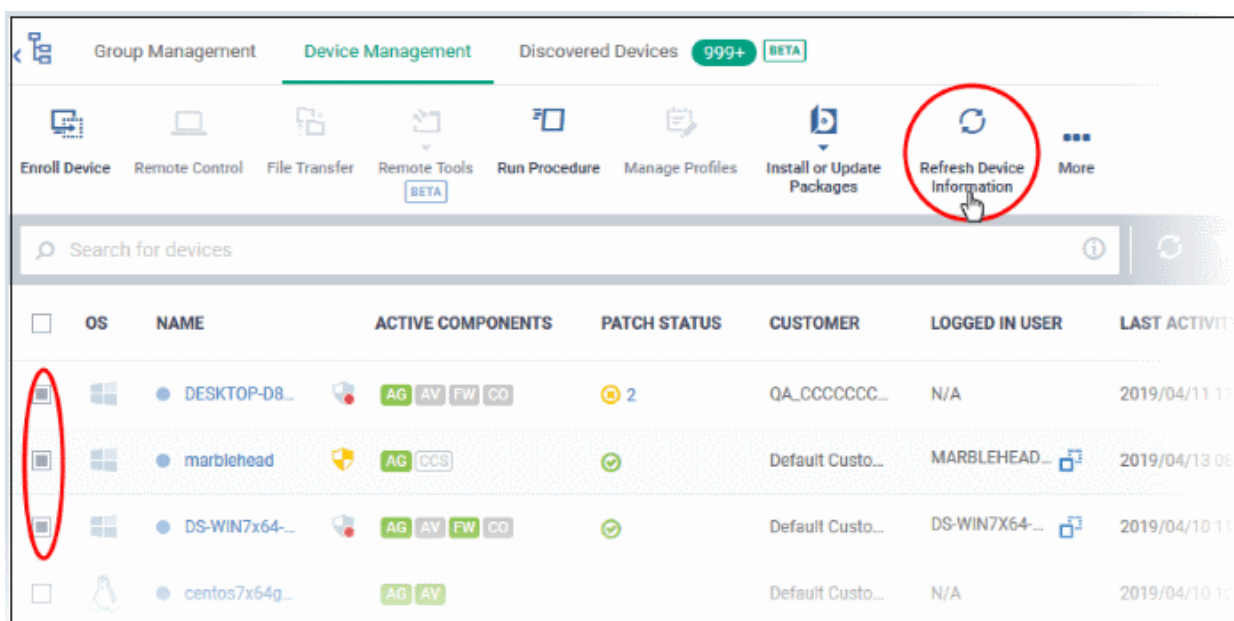 Group Management Device Management Discovered Devices 999+ BETA
Enroll Device Remote Control File Transfer Remote Tools Run Procedure Manage Profiles Install or Update Refresh Device More
BETA Packages Information
Search for devices
OS NAME ACTIVE COMPONENTS PATCH STATUS CUSTOMER LOGGED IN USER LAST ACTIVITY
DESKTOP-D8... AG AV FW CO 2 QA_CCCCCCC... N/A 2019/04/11
marblehead AG CCS Default Custo... MARBLEHEAD... 2019/04/13
DS-WIN7x64-... AG AV FW CO Default Custo... DS-WIN7X64-... 2019/04/10
centos7x64g... AG AV Default Custo... N/A 2019/04/10